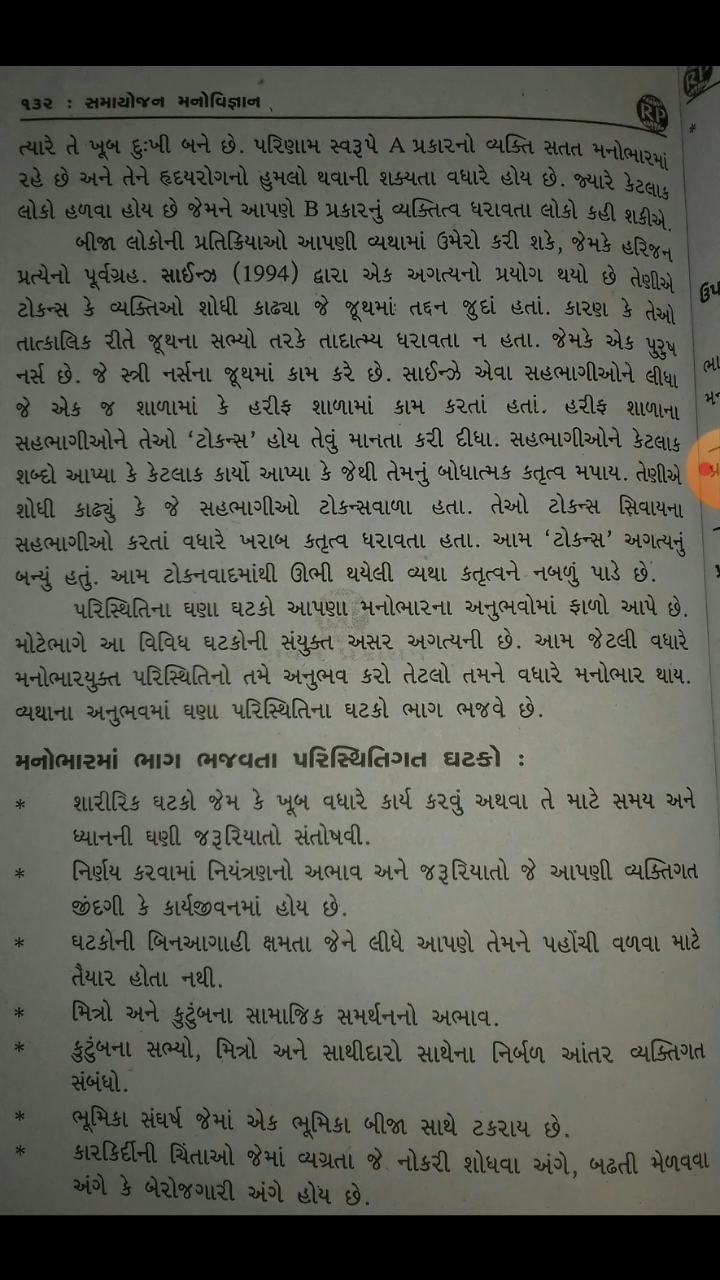 ૧૩૨ : સમાયોજન મનોવિજ્ઞાન
RP
ત્યારે તે ખૂબ દુઃખી બને છે. પરિણામ સ્વરૂપે A પ્રકારનો વ્યક્તિ સતત મનોભારમાં
રહે છે અને તેને હૃદયરોગનો હુમલો થવાની શક્યતા વધારે હોય છે. જ્યારે કેટલાક
લોકો હળવા હોય છે જેમને આપણે B પ્રકારનું વ્યક્તિત્વ ધરાવતા લોકો કહી શકીએ.
બીજા લોકોની પ્રતિક્રિયાઓ આપણી વ્યથામાં ઉમેરો કરી શકે, જેમકે હરિજન
પ્રત્યેનો પૂર્વગ્રહ. સાઈન્ઝ (1994) દ્વારા એક અગત્યનો પ્રયોગ થયો છે તેણીએ
ટોકન્સ કે વ્યક્તિઓ શોધી કાઢ્યા જે જૂથમાં તદ્દન જુદાં હતાં. કારણ કે તેઓ
તાત્કાલિક રીતે જૂથના સભ્યો તરકે તાદાત્મ્ય ધરાવતા ન હતા. જેમકે એક પુરુષ
નર્સ છે. જે સ્ત્રી નર્સના જૂથમાં કામ કરે છે. સાઈન્ઝે એવા સહભાગીઓને લીધા
જે એક જ શાળામાં કે હરીફ શાળામાં કામ કરતાં હતાં. હરીફ શાળાના
સહભાગીઓને તેઓ ‘ટોકન્સ’ હોય તેવું માનતા કરી દીધા. સહભાગીઓને કેટલાક
શબ્દો આપ્યા કે કેટલાક કાર્યો આપ્યા કે જેથી તેમનું બોધાત્મક કતૃત્વ મપાય. તેણીએ
શોધી કાઢ્યું કે જે સહભાગીઓ ટોકન્સવાળા હતા. તેઓ ટોકન્સ સિવાયના
સહભાગીઓ કરતાં વધારે ખરાબ કતૃત્વ ધરાવતા હતા. આમ ‘ટોકન્સ’ અગત્યનું
બન્યું હતું. આમ ટોકનવાદમાંથી ઊભી થયેલી વ્યથા કતૃત્વને નબળું પાડે છે.
પરિસ્થિતિના ઘણા ઘટકો આપણા મનોભારના અનુભવોમાં ફાળો આપે છે.
મોટેભાગે આ વિવિધ ઘટકોની સંયુક્ત અસર અગત્યની છે. આમ જેટલી વધારે
મનોભારયુક્ત પરિસ્થિતિનો તમે અનુભવ કરો તેટલો તમને વધારે મનોભાર થાય.
વ્યથાના અનુભવમાં ઘણા પરિસ્થિતિના ઘટકો ભાગ ભજવે છે.
મનોભારમાં ભાગ ભજવતા પરિસ્થિતિગત ઘટકો :
* શારીરિક ઘટકો જેમ કે ખૂબ વધારે કાર્ય કરવું અથવા તે માટે સમય અને
ધ્યાનની ઘણી જરૂરિયાતો સંતોષવી.
* નિર્ણય કરવામાં નિયંત્રણનો અભાવ અને જરૂરિયાતો જે આપણી વ્યક્તિગત
જીંદગી કે કાર્યજીવનમાં હોય છે.
* ઘટકોની બિનઆગાહી ક્ષમતા જેને લીધે આપણે તેમને પહોંચી વળવા માટે
તૈયાર હોતા નથી.
* મિત્રો અને કુટુંબના સામાજિક સમર્થનનો અભાવ.
* કુટુંબના સભ્યો, મિત્રો અને સાથીદારો સાથેના નિર્બળ આંતર વ્યક્તિગત
સંબંધો.
* ભૂમિકા સંઘર્ષ જેમાં એક ભૂમિકા બીજા સાથે ટકરાય છે.
* કારકિર્દીની ચિંતાઓ જેમાં વ્યગ્રતા જે નોકરી શોધવા અંગે, બઢતી મેળવવા
અંગે કે બેરોજગારી અંગે હોય છે.